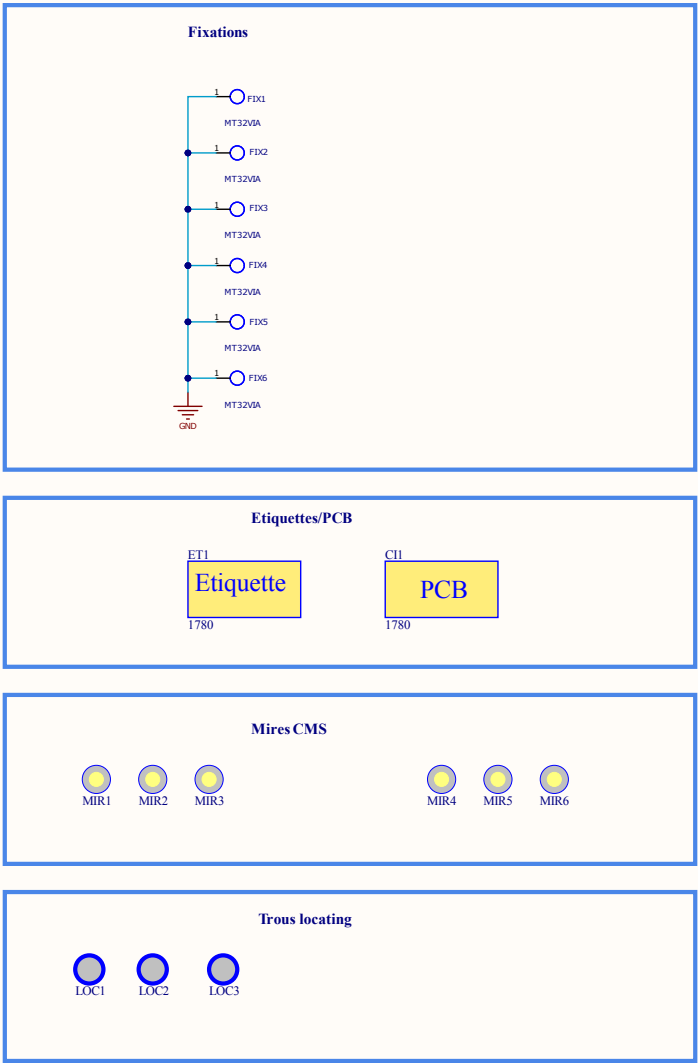 Fixations
1 FIX1
MT32VIA
1 FIX2
MT32VIA
1 FIX3
MT32VIA
1 FIX4
MT32VIA
1 FIX5
MT32VIA
1 FIX6
MT32VIA
GND
Etiquettes/PCB
ET1 CI1
Etiquette PCB
1780 1780
Mires CMS
MIR1 MIR2 MIR3 MIR4 MIR5 MIR6
Trous locating
LOC1 LOC2 LOC3